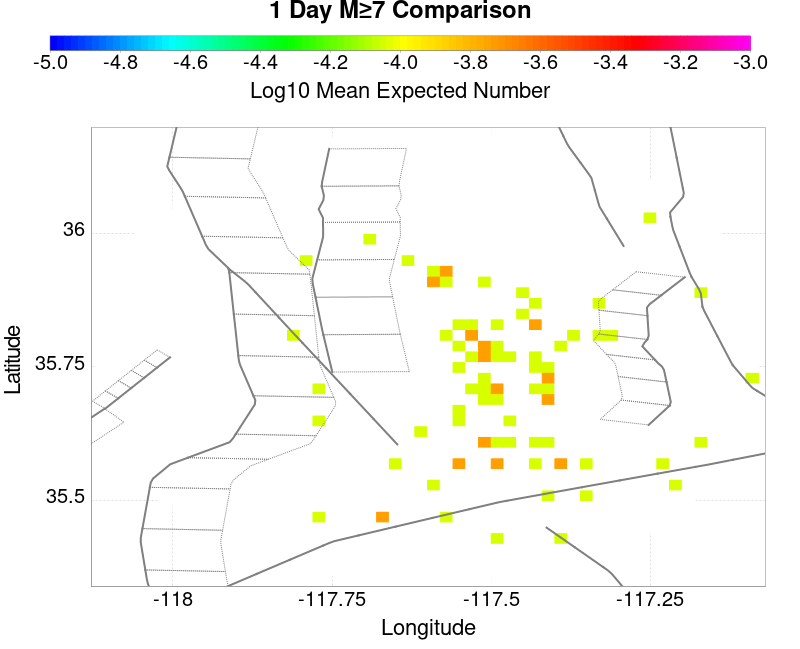 1 Day M≥7 Comparison
-5.0 -4.8 -4.6 -4.4 -4.2 -4.0 -3.8 -3.6 -3.4 -3.2 -3.0
Log10 Mean Expected Number
36
35.75
35.5
Latitude
-118 -117.75 -117.5 -117.25
Longitude